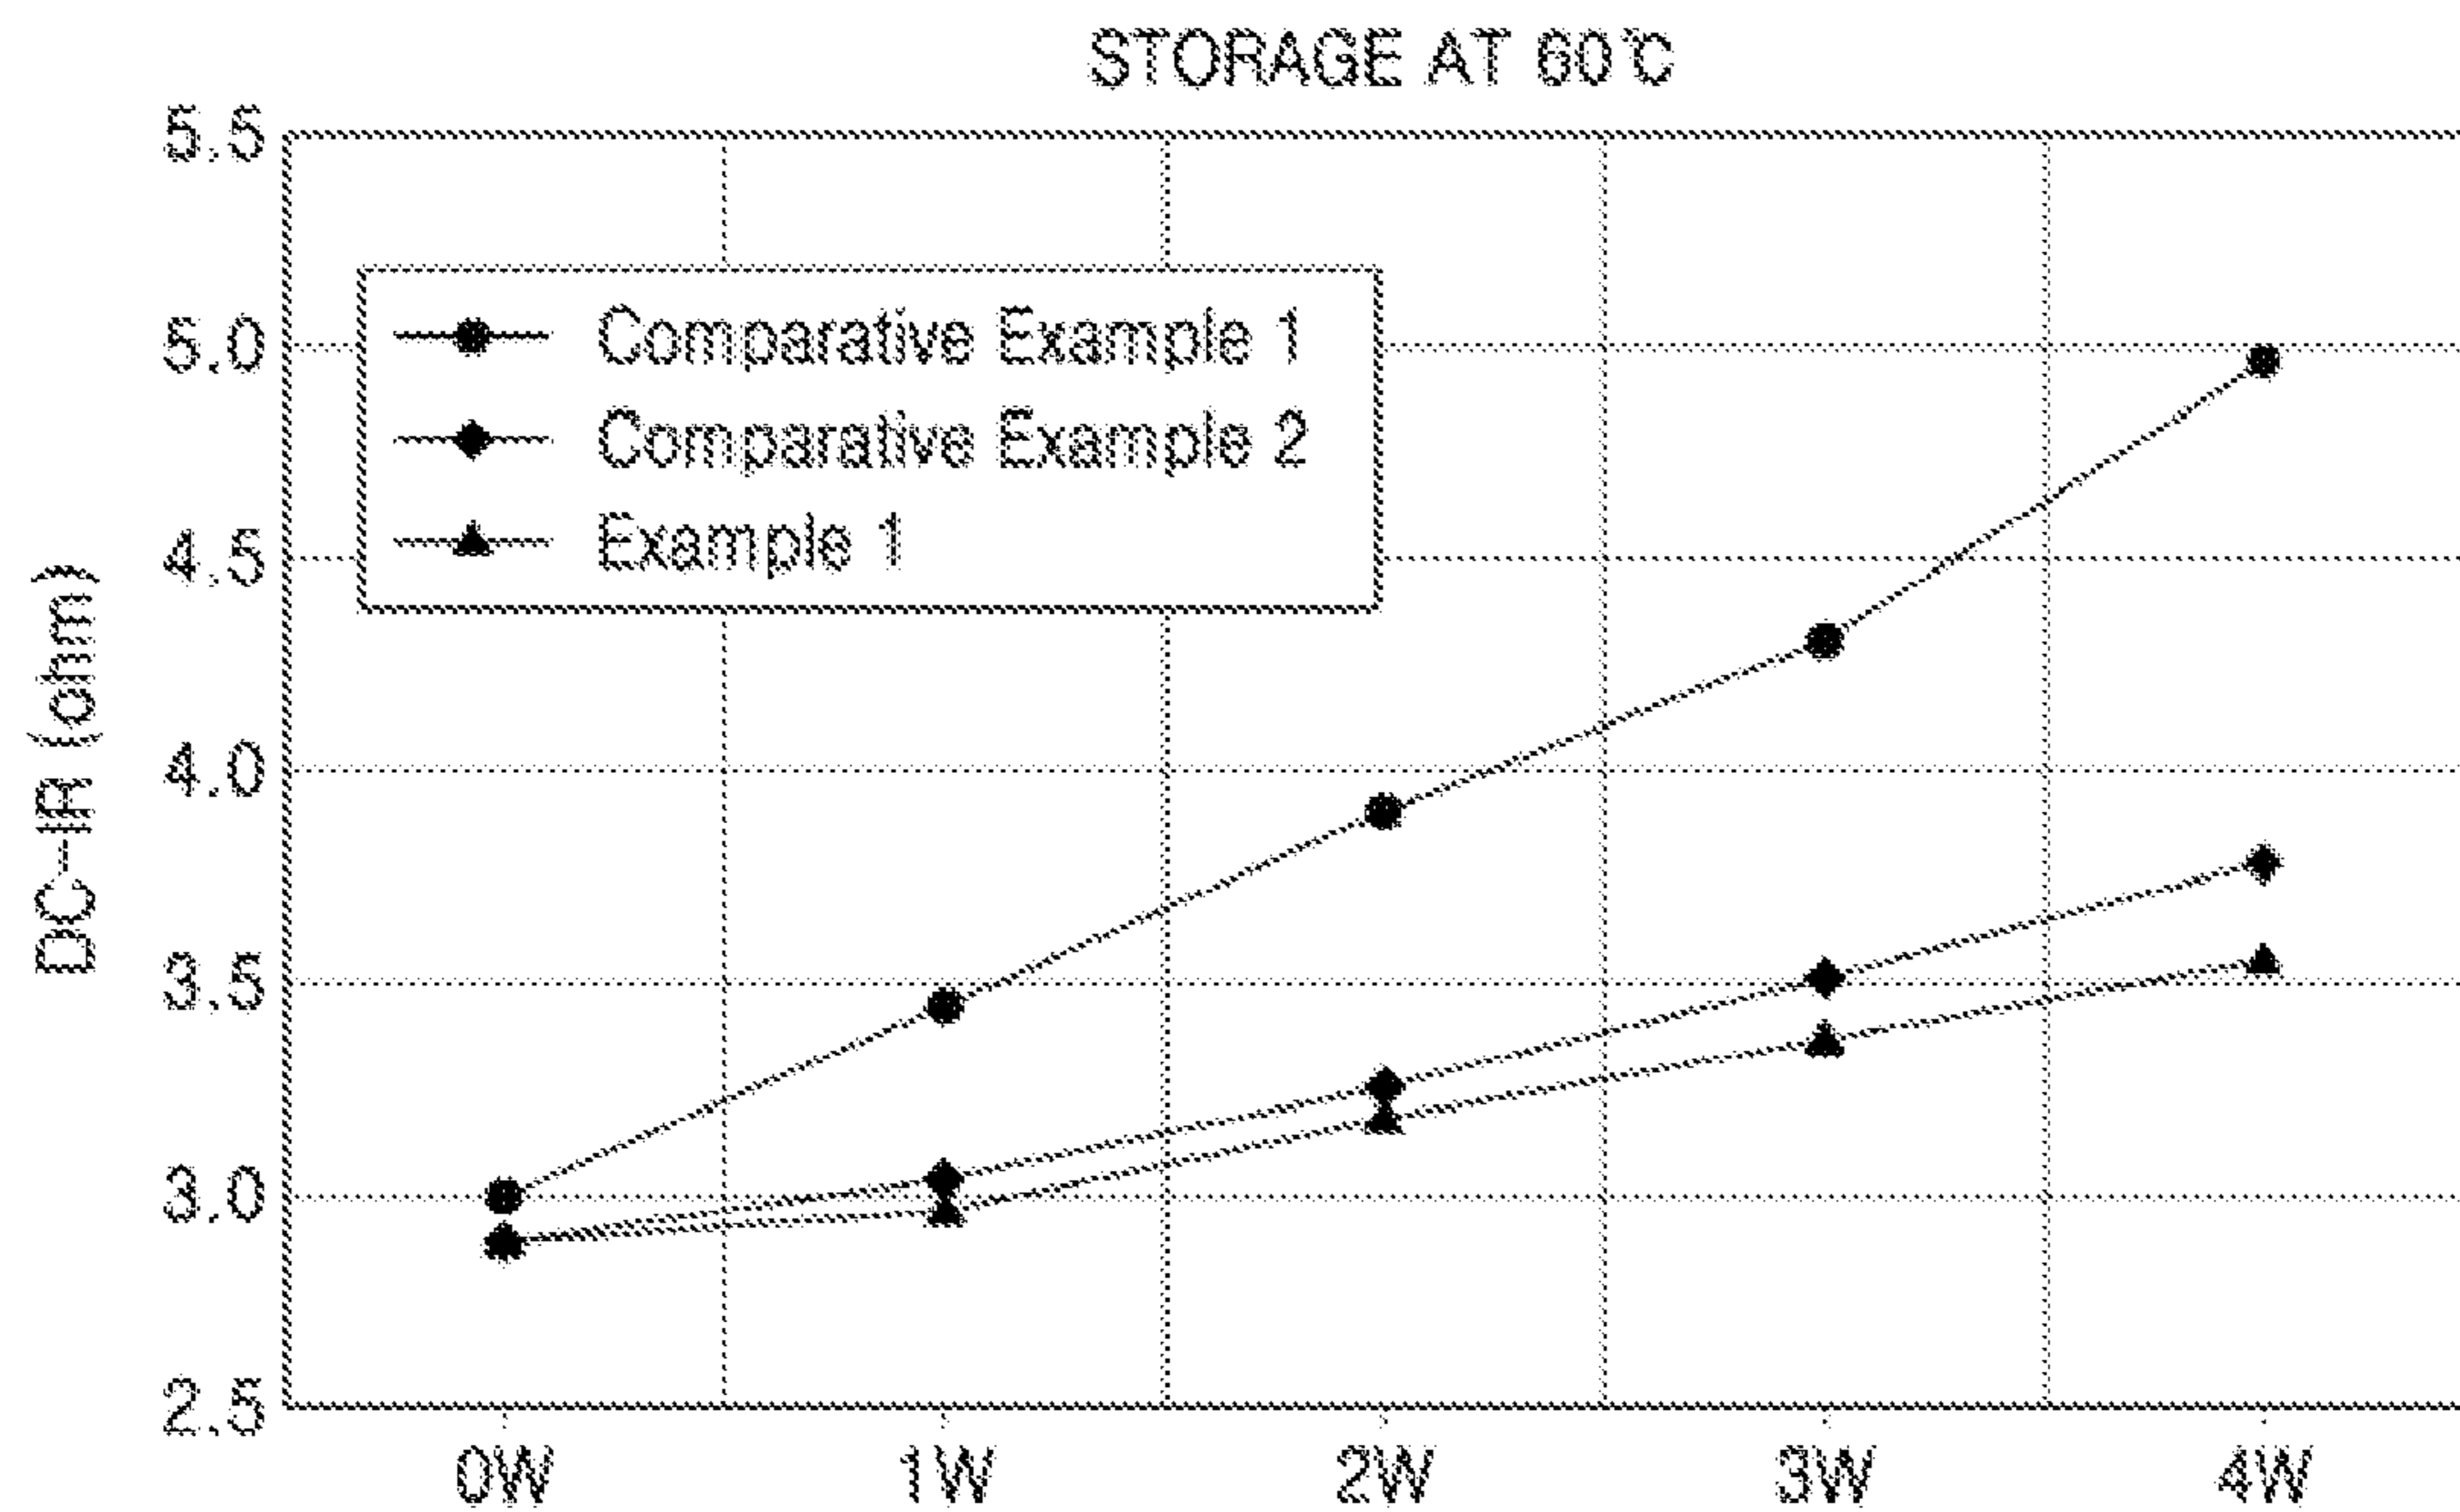 STORAGE AT 60℃
5.5
5.0
4.5
4.0
3.5
3.0
2.5
DC-IR (ohm)
Comparative Example 1
Comparative Example 2
Example 1
0W 1W 2W 3W 4W